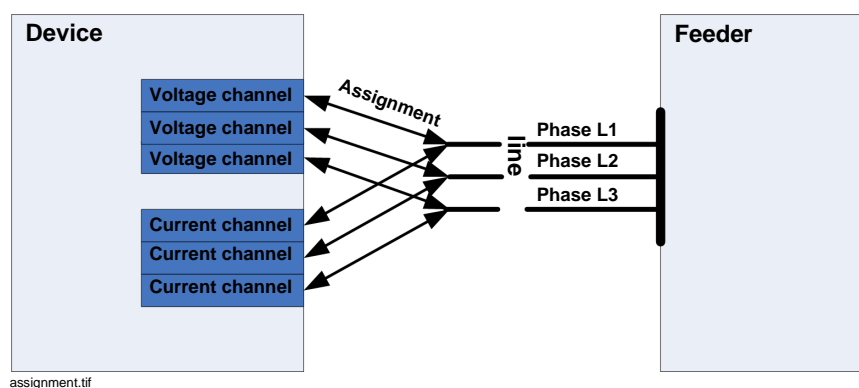 Device
Feeder
Voltage channel
Voltage channel
Voltage channel
Assignment
line
Phase L1
Phase L2
Phase L3
Current channel
Current channel
Current channel
assignment.tif